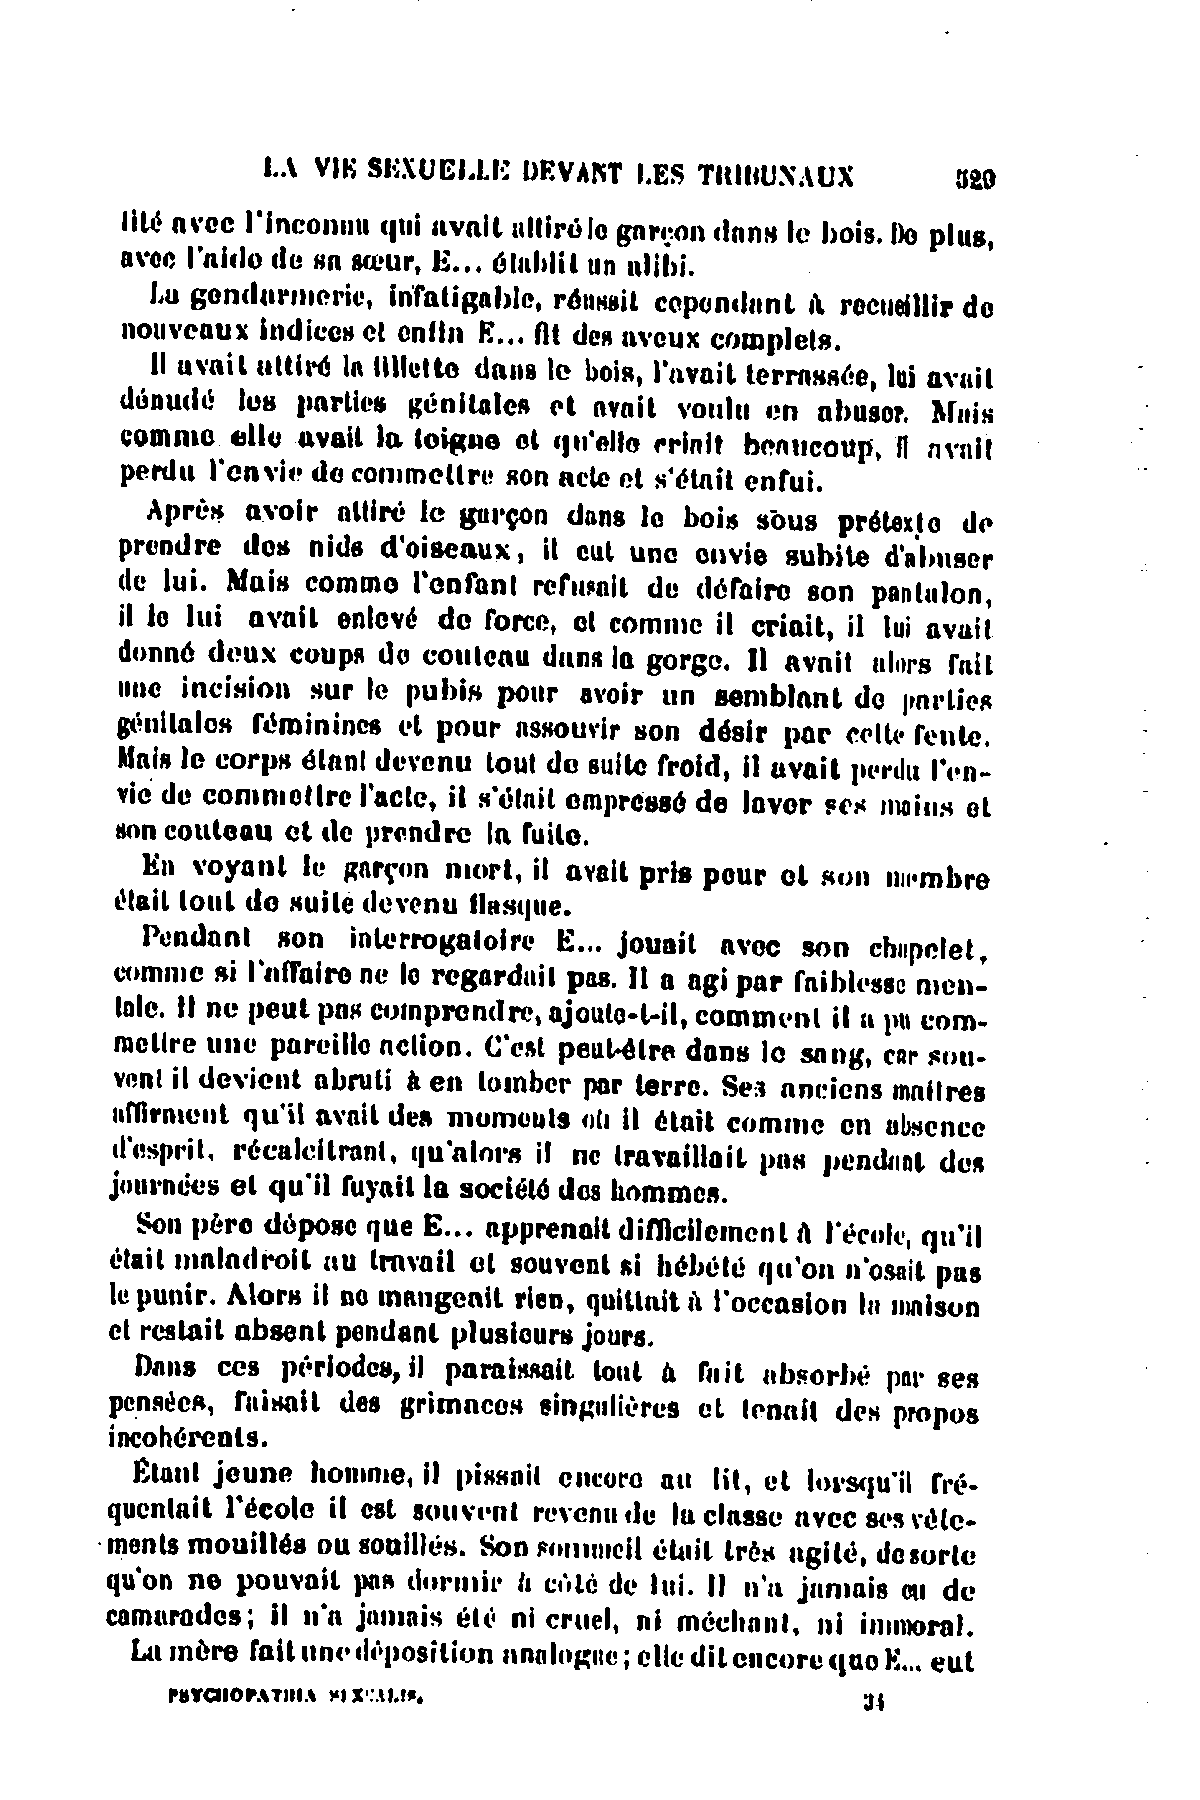 LA VIE SEXUELLE DEVANT LES TRIBUNAUX 529
lité avec l'inconnu qui avait attiré le garçon dans le bois. De plus,
avec l'aide de sa sœur, E... établit un alibi.
La gendarmerie, infatigable, réussit cependant à recueillir de
nouveaux indices et enfin E... fit des aveux complets.
Il avait attiré la fillette dans le bois, l'avait terrassée, lui avait
dénudé les parties génitales et avait voulu en abuser. Mais
comme elle avait la teigne et qu'elle criait beaucoup, il avait
perdu l'envie de commettre son acte et s'était enfui.
Après avoir attiré le garçon dans le bois sous prétexte de
prendre des nids d'oiseaux, il eut une envie subite d'abuser
de lui. Mais comme l'enfant refusait de défaire son pantalon,
il le lui avait enlevé de force, et comme il criait, il lui avait
donné deux coups de couteau dans la gorge. Il avait alors fait
une incision sur le pubis pour avoir un semblant de parties
génitales féminines et pour assouvir son désir par cette fente.
Mais le corps étant devenu tout de suite froid, il avait perdu l'en-
vie de commettre l'acte, il s'était empressé de laver ses mains et
son couteau et de prendre la fuite.
En voyant le garçon mort, il avait pris peur et son membre
était tout de suite devenu flasque.
Pendant son interrogatoire E... jouait avec son chapelet,
comme si l'affaire ne le regardait pas. Il a agi par faiblesse men-
tale. Il ne peut pas comprendre, ajoute-t-il, comment il a pu com-
mettre une pareille action. C'est peut-être dans le sang, car sou-
vent il devient abruti à en tomber par terre. Ses anciens maîtres
affirment qu'il avait des moments où il était comme en absence
d'esprit, récalcitrant, qu'alors il ne travaillait pas pendant des
journées et qu'il fuyait la société des hommes.
Son père dépose que E... apprenait difficilement à l'école, qu'il
était maladroit au travail et souvent si hébété qu'on n'osait pas
le punir. Alors il ne mangeait rien, quittait à l'occasion la maison
et restait absent pendant plusieurs jours.
Dans ces périodes, il paraissait tout à fait absorbé par ses
pensées, faisait des grimaces singulières et tenait des propos
incohérents.
Étant jeune homme, il pissait encore au lit, et lorsqu'il fré-
quentait l'école il est souvent revenu de la classe avec ses vête-
ments mouillés ou souillés. Son sommeil était très agité, de sorte
qu'on ne pouvait pas dormir à côté de lui. Il n'a jamais eu de
camarades; il n'a jamais été ni cruel, ni méchant, ni immoral.
La mère fait une déposition analogue; elle dit encore que E... eut
PSYCHOPATHIA SEXUALIS. 34